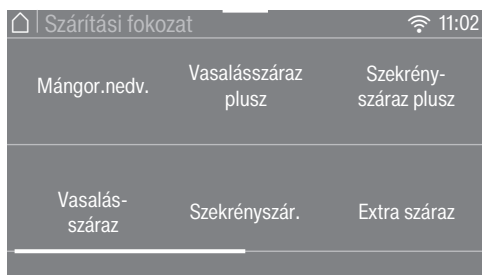 Szárítási fokozat 11:02
Mángor.nedv.
Vasalásszáraz
plusz
Szekrény-
száraz plusz
Vasalás-
száraz
Szekrényszár.
Extra száraz